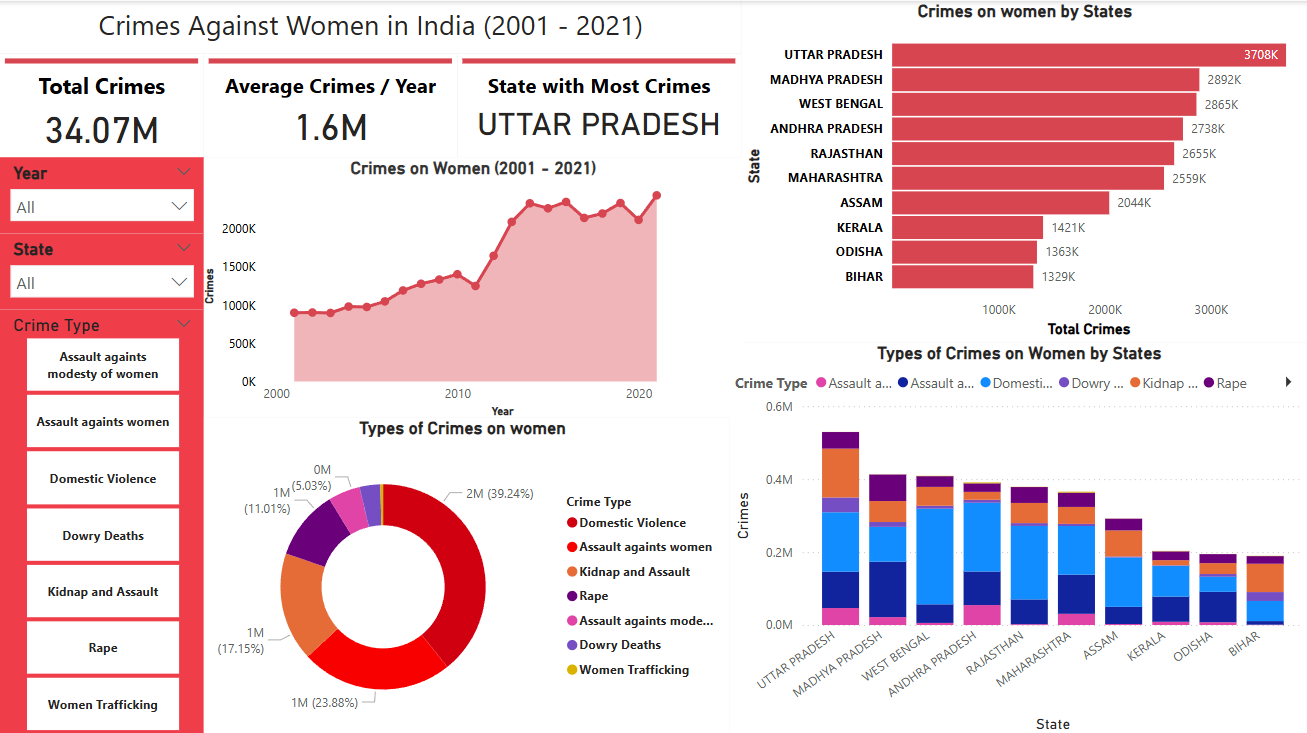 Crimes Against Women in India (2001 - 2021)
Total Crimes
34.07M
Average Crimes / Year
1.6M
State with Most Crimes
UTTAR PRADESH
Year
All
State
All
Crime Type
Assault againts
modesty of women
Assault againts women
Domestic Violence
Dowry Deaths
Kidnap and Assault
Rape
Women Trafficking
Crimes on Women (2001 - 2021)
Crimes
2000K
1500K
1000K
500K
0K
2000
2010
2020
Year
Types of Crimes on women
0M
(5.03%)
1M
(11.01%)
2M (39.24%)
1M
(17.15%)
1M (23.88%)
Crime Type
Domestic Violence
Assault againts women
Kidnap and Assault
Rape
Assault againts mode...
Dowry Deaths
Women Trafficking
Crimes on women by States
State
UTTAR PRADESH 3708K
MADHYA PRADESH 2892K
WEST BENGAL 2865K
ANDHRA PRADESH 2738K
RAJASTHAN 2655K
MAHARASHTRA 2559K
ASSAM 2044K
KERALA 1421K
ODISHA 1363K
BIHAR 1329K
1000K 2000K 3000K
Total Crimes
Types of Crimes on Women by States
Crime Type Assault a... Assault a... Domesti... Dowry ... Kidnap ... Rape
Crimes
0.6M
0.4M
0.2M
0.0M
UTTAR PRADESH
MADHYA PRADESH
WEST BENGAL
ANDHRA PRADESH
RAJASTHAN
MAHARASHTRA
ASSAM
KERALA
ODISHA
BIHAR
State